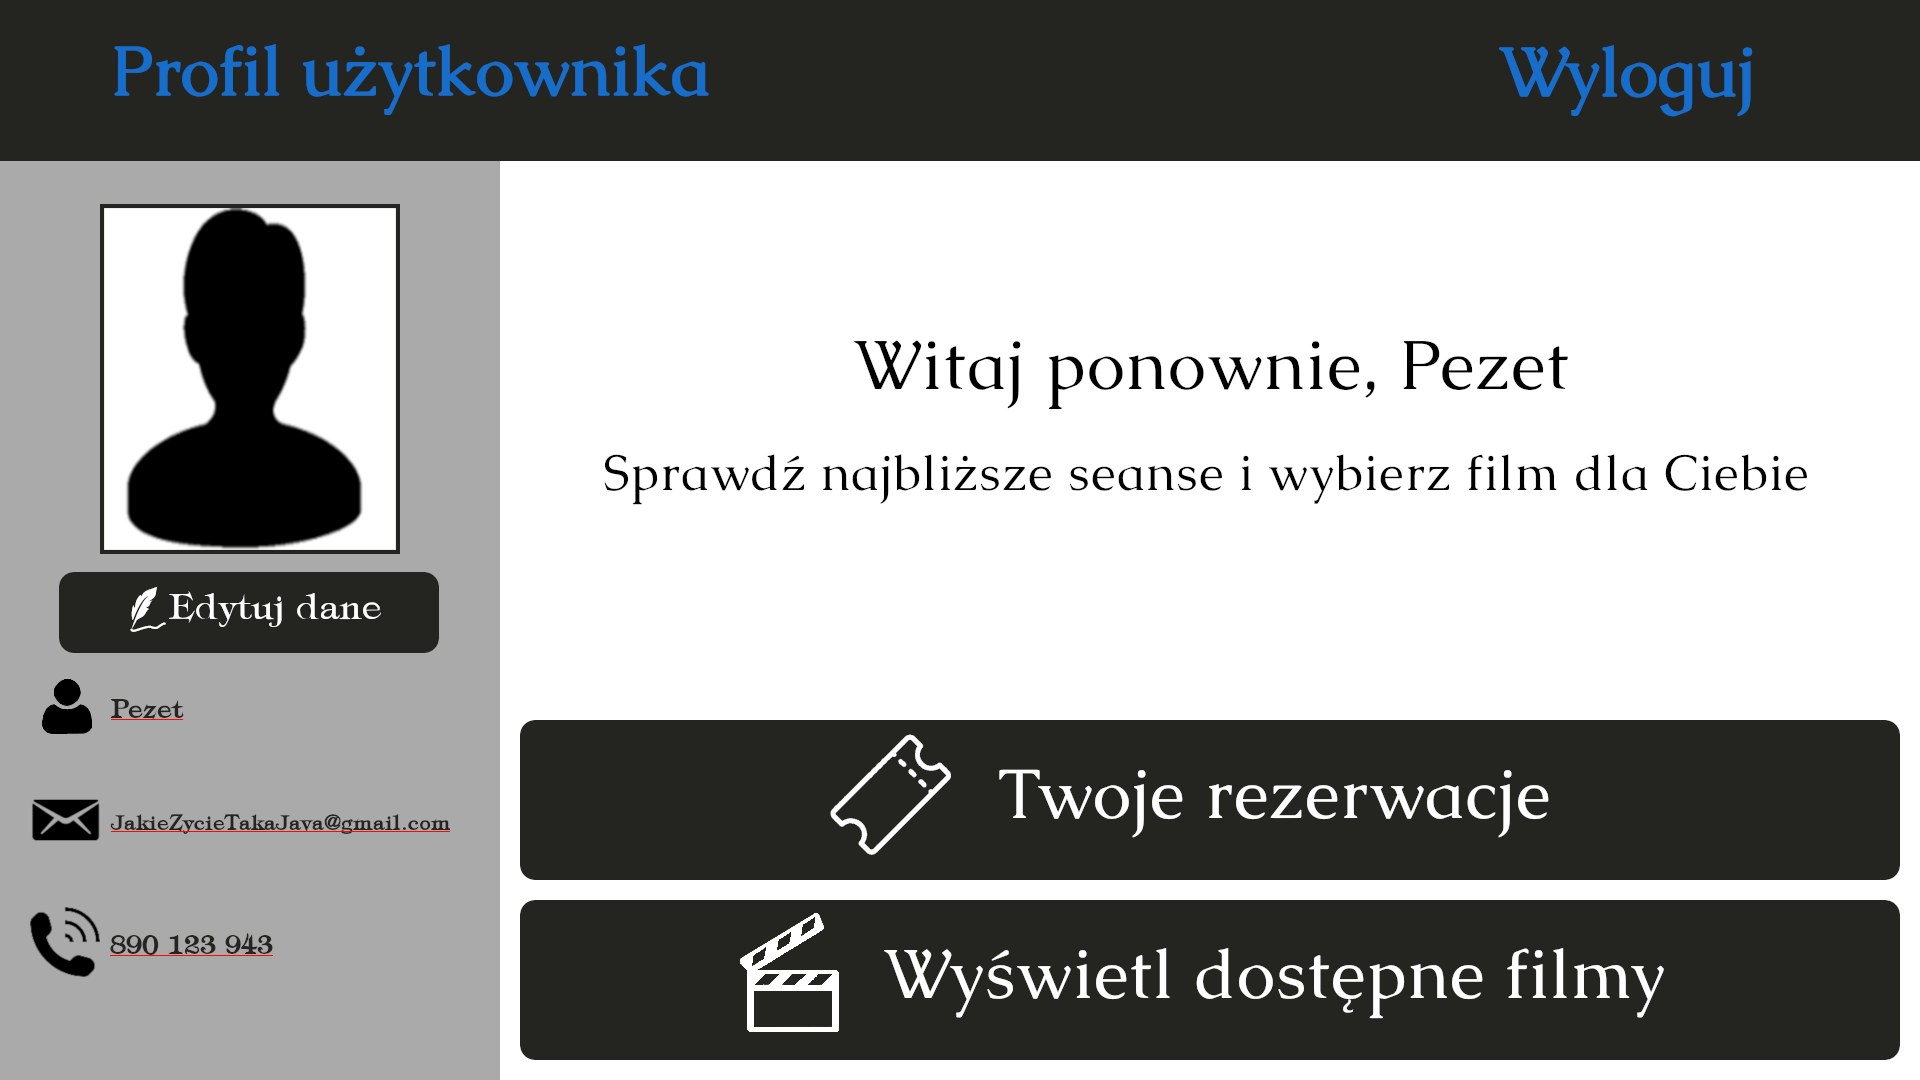 Profil użytkownika
Wyloguj
Witaj ponownie, Pezet
Sprawdź najbliższe seanse i wybierz film dla Ciebie
Edytuj dane
Pezet
JakieZycieTakaJava@gmail.com
890 123 943
Twoje rezerwacje
Wyświetl dostępne filmy